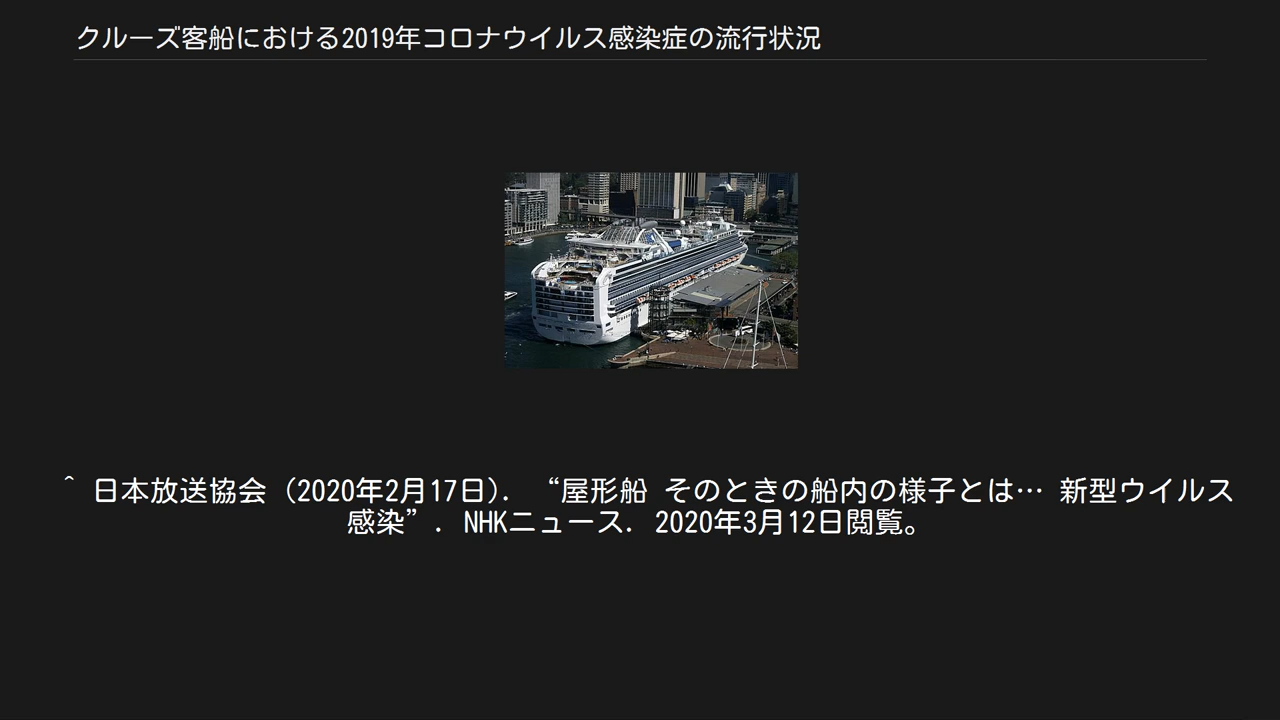 クルーズ客船における2019年コロナウイルス感染症の流行状況
^ 日本放送協会 (2020年2月17日). “屋形船 そのときの船内の様子とは… 新型ウイルス
感染”. NHKニュース. 2020年3月12日閲覧。